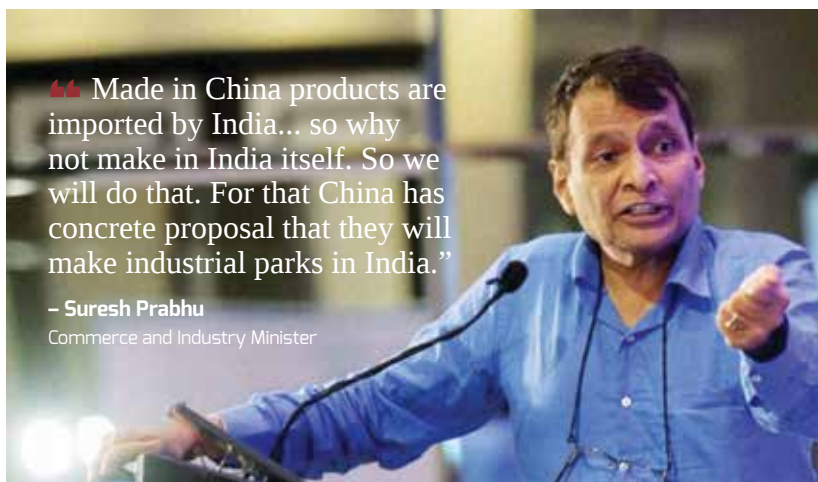 ❝ Made in China products are
imported by India... so why
not make in India itself. So we
will do that. For that China has
concrete proposal that they will
make industrial parks in India.”
– Suresh Prabhu
Commerce and Industry Minister